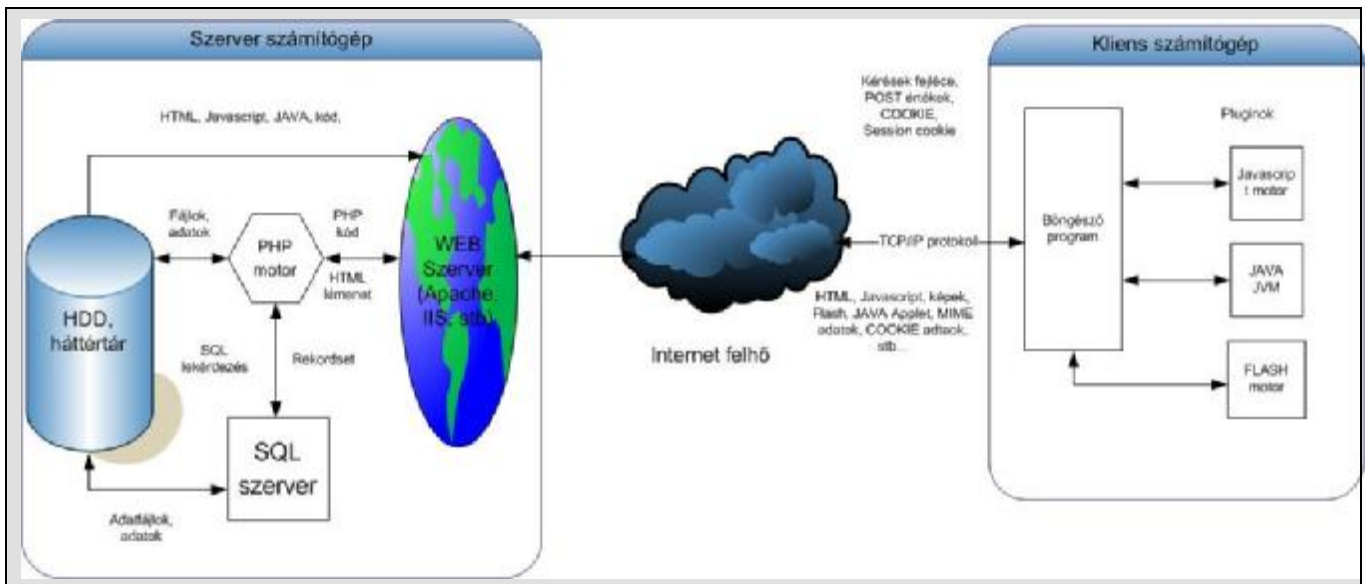 Szerver számítógép
HTML, Javascript, JAVA, kód,
Fájlok,
adatok
PHP
motor
PHP
kód
HTML
kimenet
WEB
Szerver
(Apache,
IIS, stb)
HDD,
háttértár
SQL
lekérdezés
Rekordset
SQL
szerver
Adatfájlok,
adatok
Internet felhő
Kérések fejléce,
POST értékek,
COOKIE,
Session cookie
TCP/IP protokoll
HTML, Javascript, képek,
Flash, JAVA Applet, MIME
adatok, COOKIE adtaok,
stb...
Kliens számítógép
Böngésző
program
Pluginok
Javascrip
t motor
JAVA
JVM
FLASH
motor